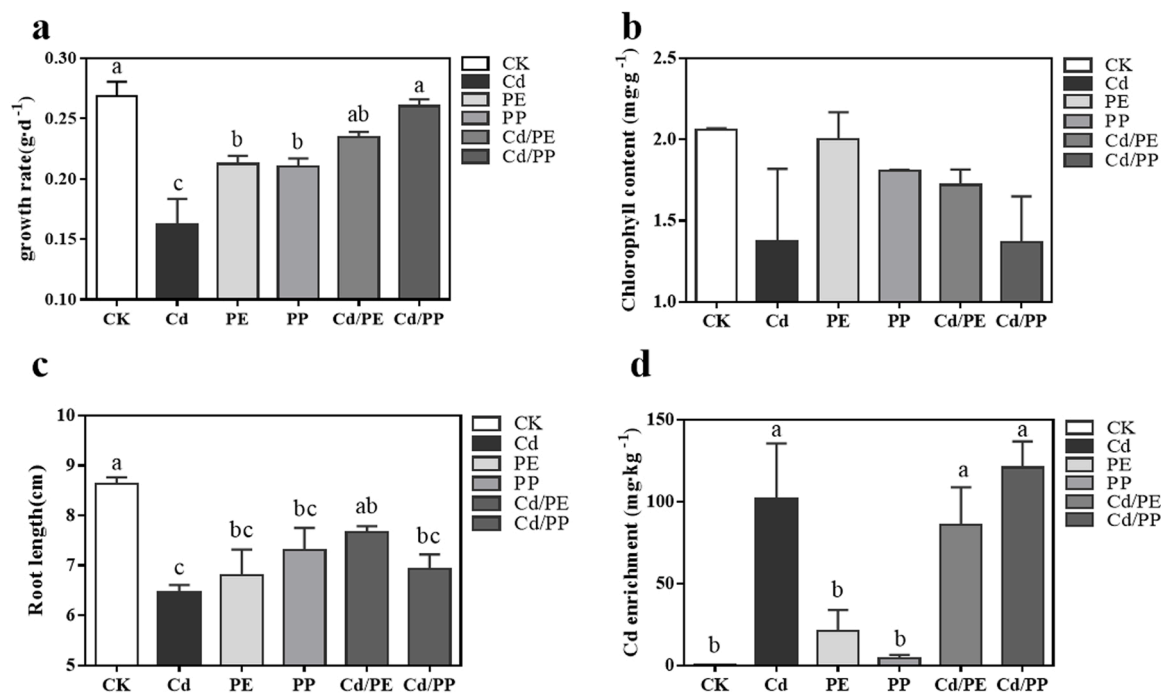 a
growth rate(g·d⁻¹)
0.30
0.25
0.20
0.15
0.10
a
c
b
b
ab
a
CK
Cd
PE
PP
Cd/PE
Cd/PP
CK
Cd
PE
PP
Cd/PE
Cd/PP
b
Chlorophyll content (mg·g⁻¹)
2.5
2.0
1.5
1.0
CK
Cd
PE
PP
Cd/PE
Cd/PP
CK
Cd
PE
PP
Cd/PE
Cd/PP
c
Root length(cm)
10
9
8
7
6
5
a
c
bc
bc
ab
bc
CK
Cd
PE
PP
Cd/PE
Cd/PP
CK
Cd
PE
PP
Cd/PE
Cd/PP
d
Cd enrichment (mg·kg⁻¹)
150
100
50
0
b
a
b
b
a
a
CK
Cd
PE
PP
Cd/PE
Cd/PP
CK
Cd
PE
PP
Cd/PE
Cd/PP